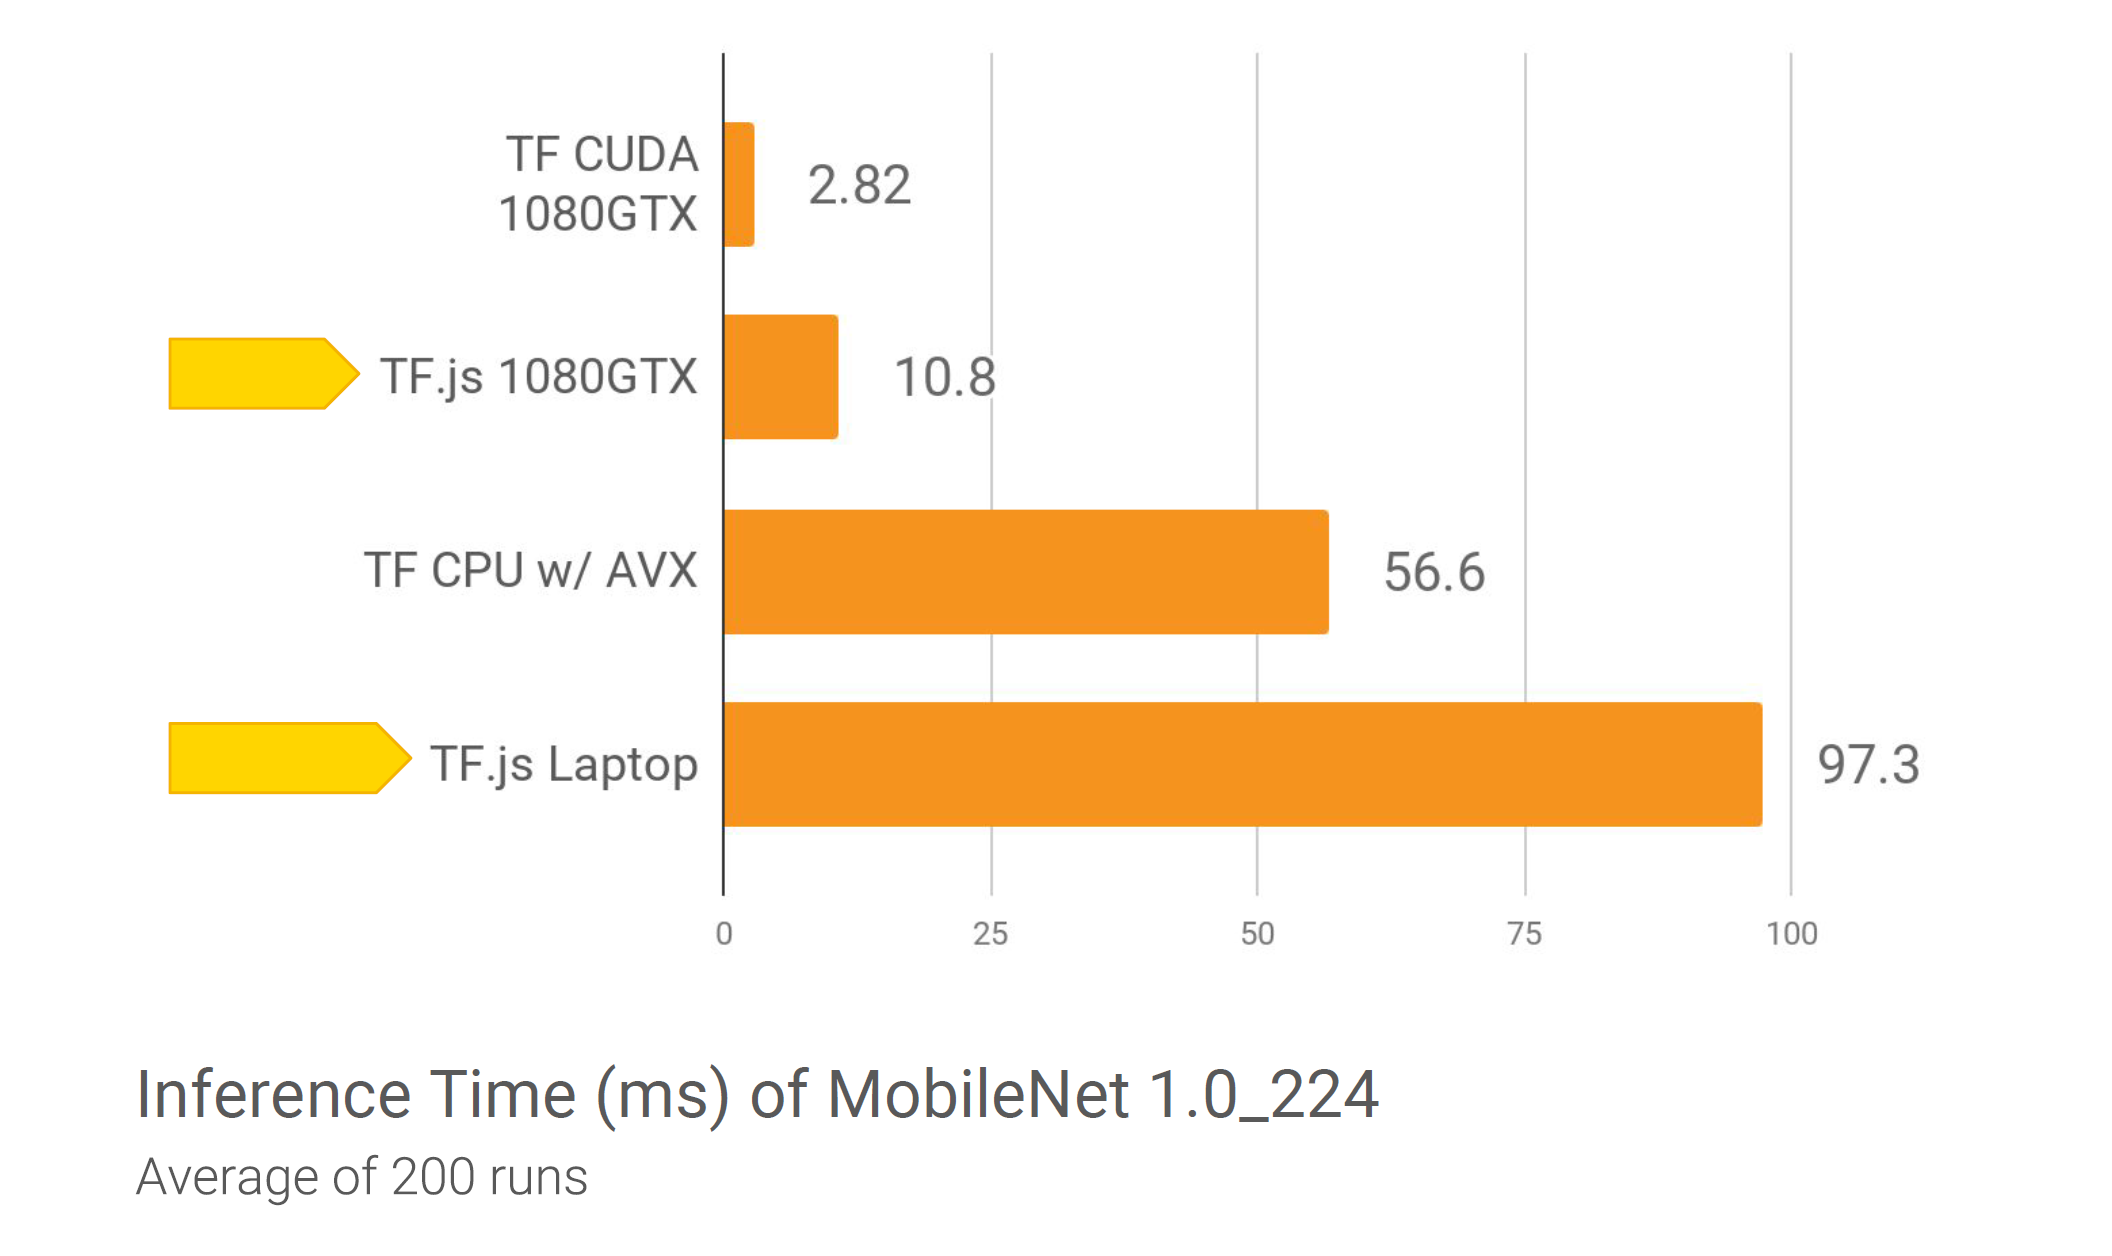 TF CUDA
1080GTX
2.82
TF.js 1080GTX
10.8
TF CPU w/ AVX
56.6
TF.js Laptop
97.3
0 25 50 75 100
Inference Time (ms) of MobileNet 1.0_224
Average of 200 runs